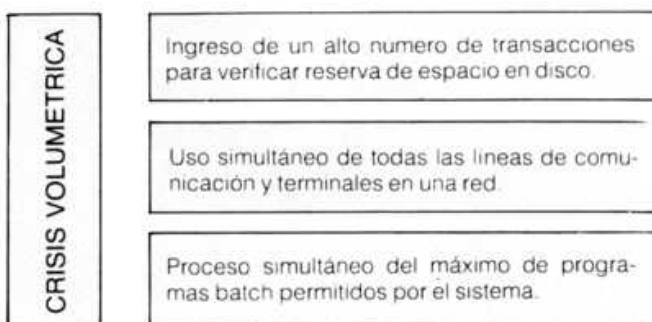 CRISIS VOLUMETRICA
Ingreso de un alto numero de transacciones
para verificar reserva de espacio en disco.
Uso simultáneo de todas las lineas de comu-
nicación y terminales en una red.
Proceso simultáneo del máximo de progra-
mas batch permitidos por el sistema.